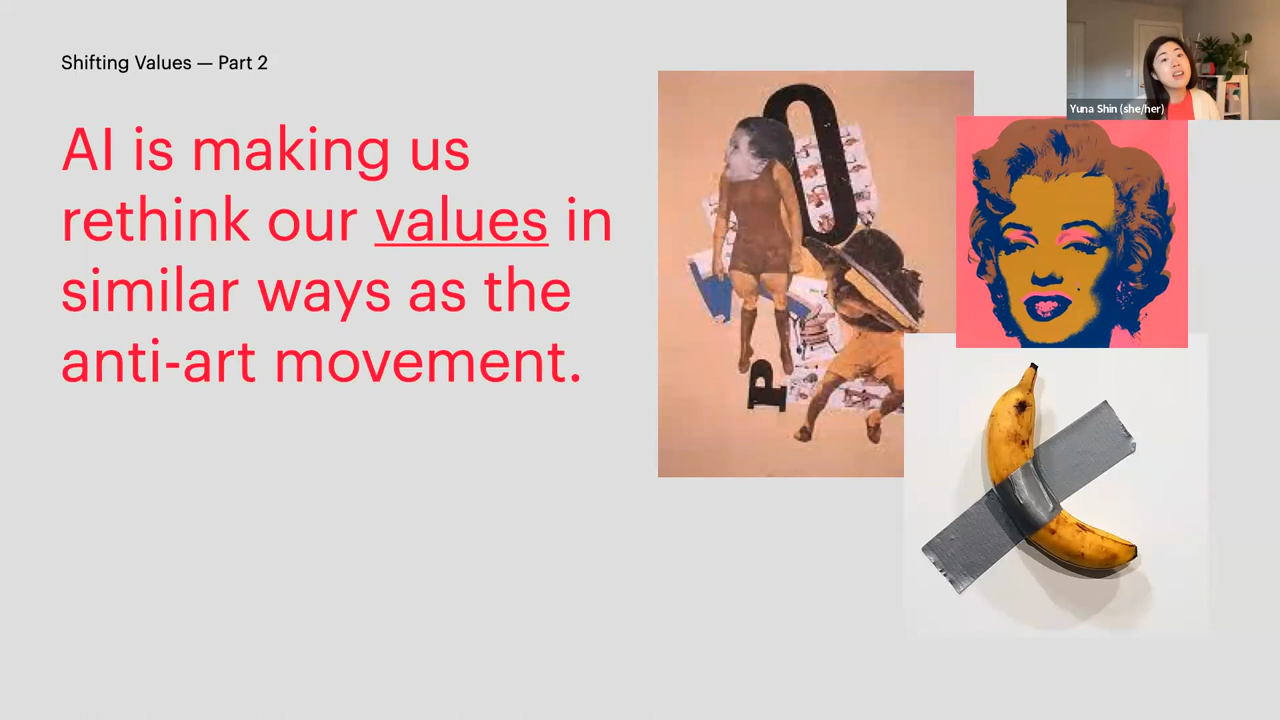 Shifting Values — Part 2
AI is making us
rethink our values in
similar ways as the
anti-art movement.
Yuna Shin (she/her)
O
P